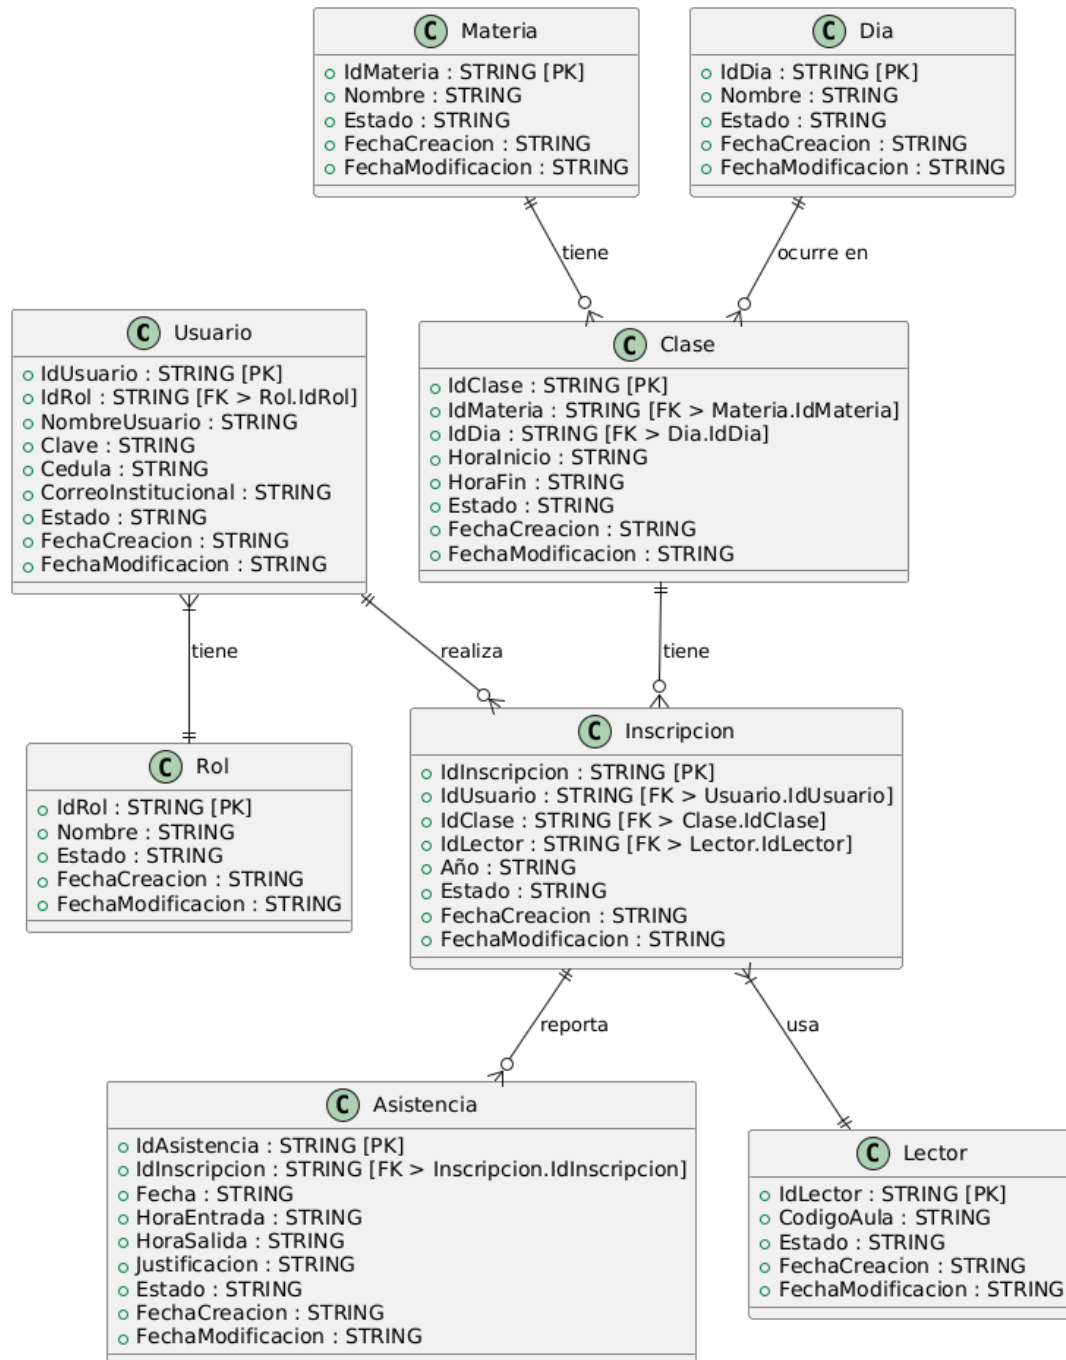 C Materia
IdMateria : STRING [PK]
Nombre : STRING
Estado : STRING
FechaCreacion : STRING
FechaModificacion : STRING
C Dia
IdDia : STRING [PK]
Nombre : STRING
Estado : STRING
FechaCreacion : STRING
FechaModificacion : STRING
tiene
ocurre en
C Usuario
IdUsuario : STRING [PK]
IdRol : STRING [FK > Rol.IdRol]
NombreUsuario : STRING
Clave : STRING
Cedula : STRING
CorreoInstitucional : STRING
Estado : STRING
FechaCreacion : STRING
FechaModificacion : STRING
C Clase
IdClase : STRING [PK]
IdMateria : STRING [FK > Materia.IdMateria]
IdDia : STRING [FK > Dia.IdDia]
HoraInicio : STRING
HoraFin : STRING
Estado : STRING
FechaCreacion : STRING
FechaModificacion : STRING
tiene
realiza
tiene
C Rol
IdRol : STRING [PK]
Nombre : STRING
Estado : STRING
FechaCreacion : STRING
FechaModificacion : STRING
C Inscripcion
IdInscripcion : STRING [PK]
IdUsuario : STRING [FK > Usuario.IdUsuario]
IdClase : STRING [FK > Clase.IdClase]
IdLector : STRING [FK > Lector.IdLector]
Año : STRING
Estado : STRING
FechaCreacion : STRING
FechaModificacion : STRING
reporta
usa
C Asistencia
IdAsistencia : STRING [PK]
IdInscripcion : STRING [FK > Inscripcion.IdInscripcion]
Fecha : STRING
HoraEntrada : STRING
HoraSalida : STRING
Justificacion : STRING
Estado : STRING
FechaCreacion : STRING
FechaModificacion : STRING
C Lector
IdLector : STRING [PK]
CodigoAula : STRING
Estado : STRING
FechaCreacion : STRING
FechaModificacion : STRING